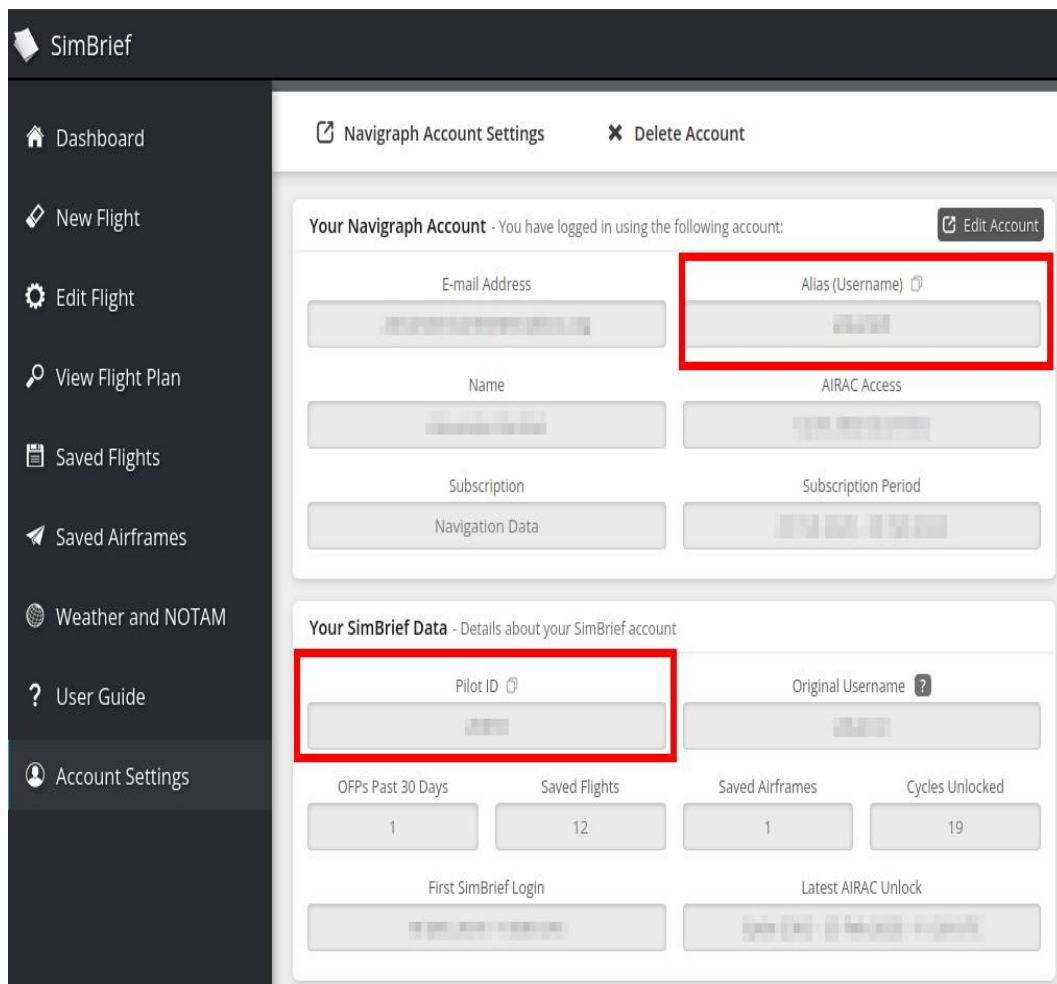 SimBrief
Dashboard
New Flight
Edit Flight
View Flight Plan
Saved Flights
Saved Airframes
Weather and NOTAM
? User Guide
Account Settings
Navigraph Account Settings
Delete Account
Your Navigraph Account - You have logged in using the following account:
Edit Account
E-mail Address
Alias (Username)
Name
AIRAC Access
Subscription
Subscription Period
Navigation Data
Your SimBrief Data - Details about your SimBrief account
Pilot ID
Original Username ?
OFPs Past 30 Days
Saved Flights
Saved Airframes
Cycles Unlocked
1
12
1
19
First SimBrief Login
Latest AIRAC Unlock